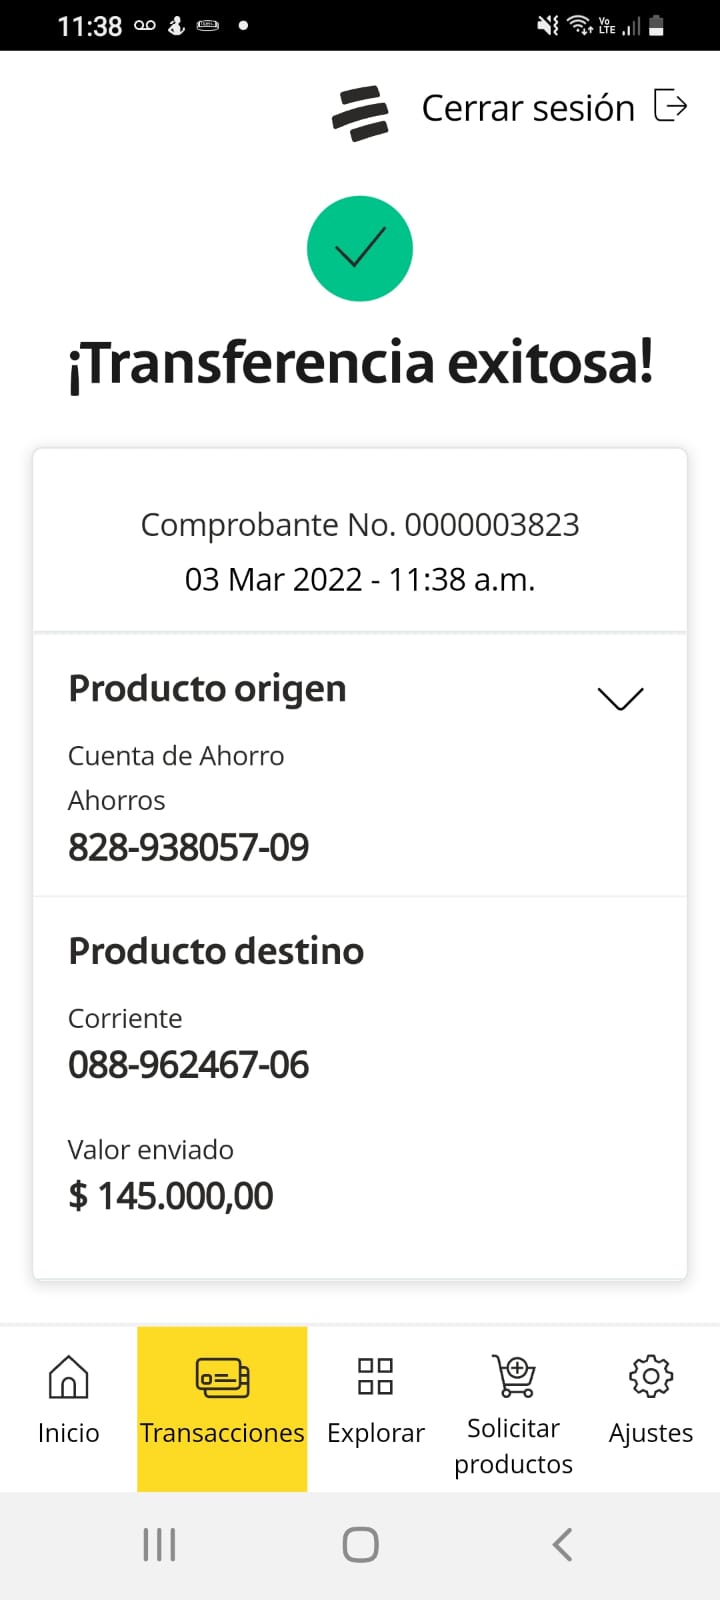 11:38
Vo
LTE
Cerrar sesión
¡Transferencia exitosa!
Comprobante No. 0000003823
03 Mar 2022 - 11:38 a.m.
Producto origen
Cuenta de Ahorro
Ahorros
828-938057-09
Producto destino
Corriente
088-962467-06
Valor enviado
$ 145.000,00
Inicio
Transacciones
Explorar
Solicitar
productos
Ajustes